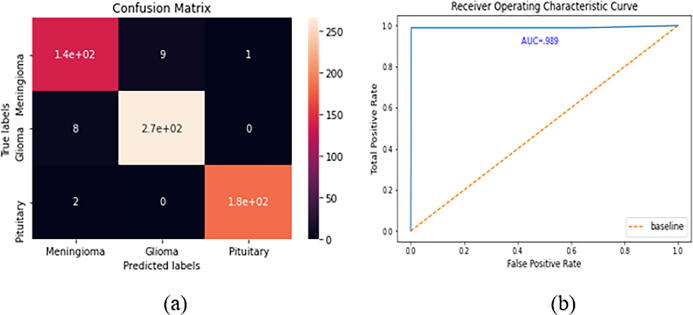 Confusion Matrix
True labels
Meningioma
Glioma
Pituitary
1.4e+02 9 1
8 2.7e+02 0
2 0 1.8e+02
Meningioma Glioma Pituitary
Predicted labels
250
200
150
100
50
0
(a)
Receiver Operating Characteristic Curve
Total Positive Rate
1.0
0.8
0.6
0.4
0.2
0.0
AUC=.989
baseline
0.0 0.2 0.4 0.6 0.8 1.0
False Positive Rate
(b)